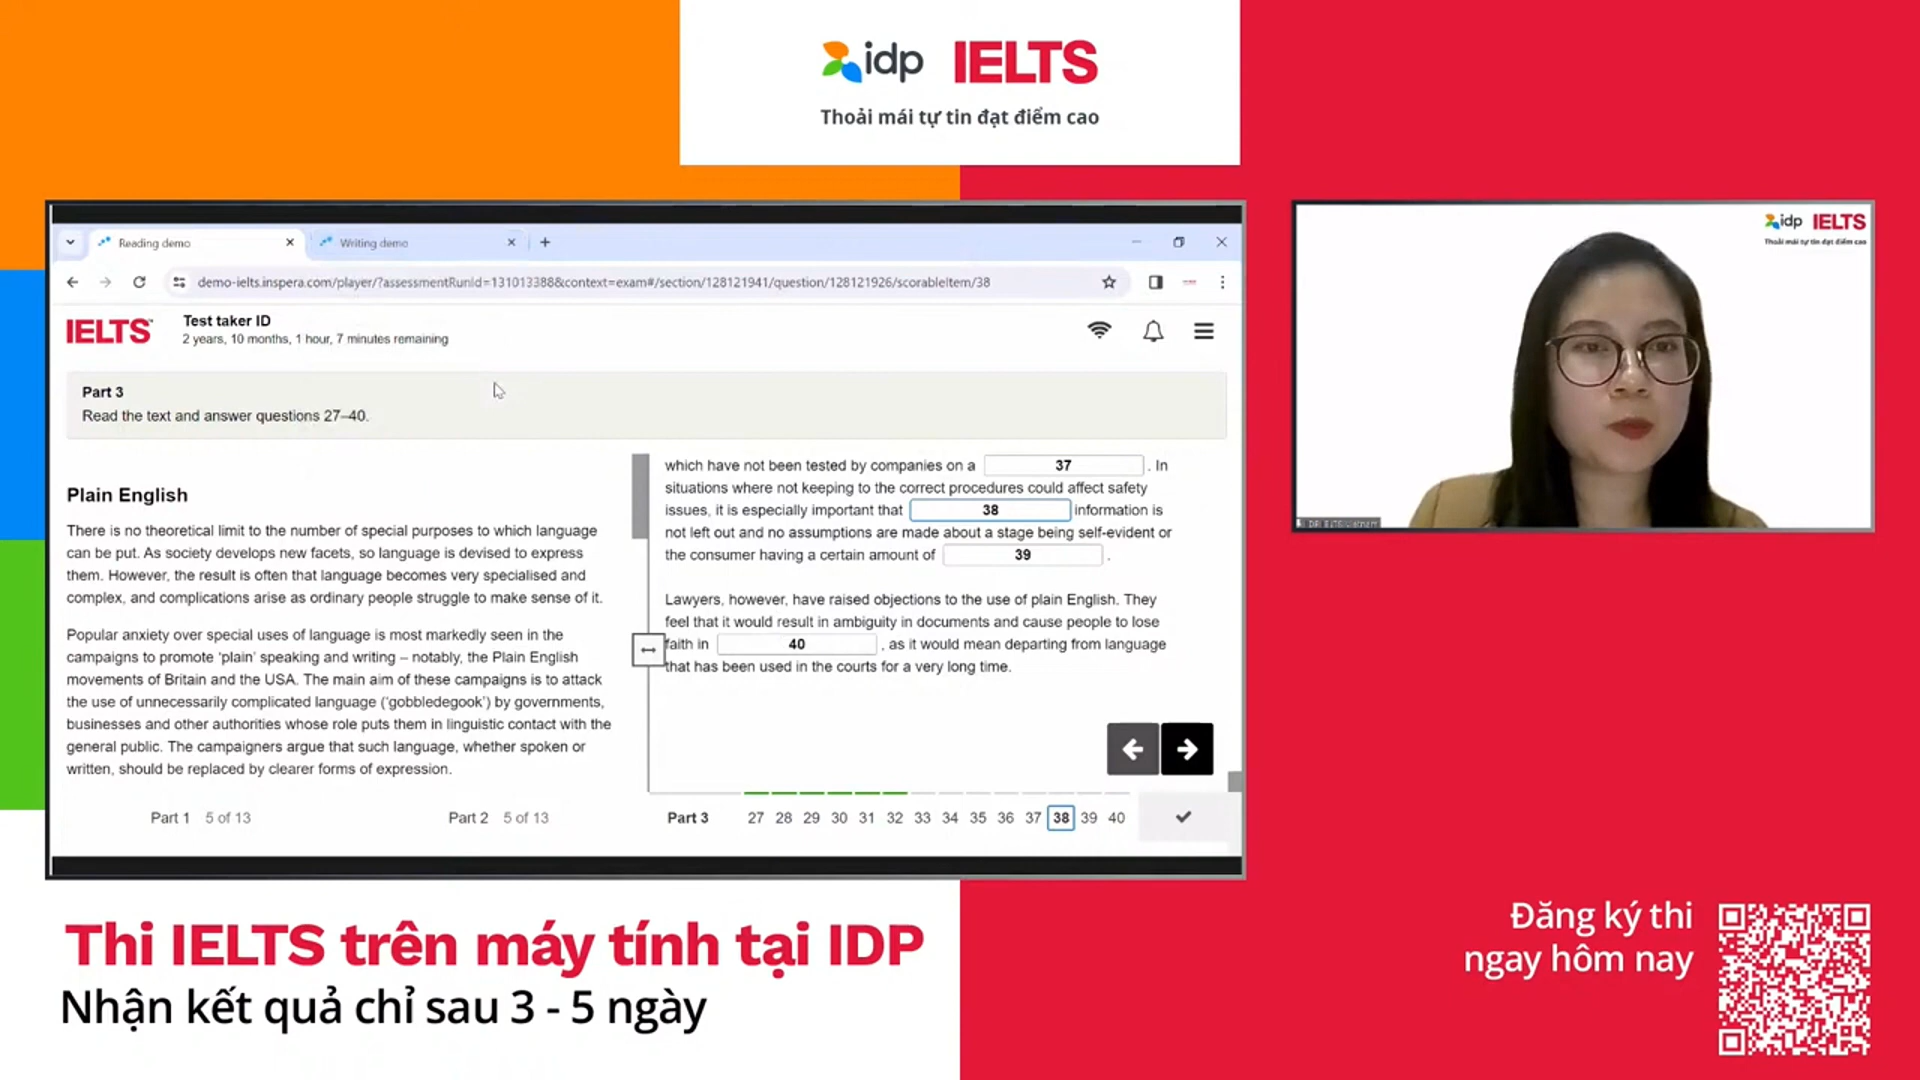 idp IELTS
Thoải mái tự tin đạt điểm cao
Reading demo
Writing demo
demo-ielts.inspera.com/player/?assessmentRunId=131013388&context=exam#/section/128121941/question/128121926/scorableItem/38
IELTS
Test taker ID
2 years, 10 months, 1 hour, 7 minutes remaining
Part 3
Read the text and answer questions 27–40.
Plain English
There is no theoretical limit to the number of special purposes to which language
can be put. As society develops new facets, so language is devised to express
them. However, the result is often that language becomes very specialised and
complex, and complications arise as ordinary people struggle to make sense of it.
Popular anxiety over special uses of language is most markedly seen in the
campaigns to promote ‘plain’ speaking and writing – notably, the Plain English
movements of Britain and the USA. The main aim of these campaigns is to attack
the use of unnecessarily complicated language (‘gobbledegook’) by governments,
businesses and other authorities whose role puts them in linguistic contact with the
general public. The campaigners argue that such language, whether spoken or
written, should be replaced by clearer forms of expression.
which have not been tested by companies on a 37 . In
situations where not keeping to the correct procedures could affect safety
issues, it is especially important that 38 information is
not left out and no assumptions are made about a stage being self-evident or
the consumer having a certain amount of 39 .
Lawyers, however, have raised objections to the use of plain English. They
feel that it would result in ambiguity in documents and cause people to lose
faith in 40 , as it would mean departing from language
that has been used in the courts for a very long time.
Part 1 5 of 13
Part 2 5 of 13
Part 3 27 28 29 30 31 32 33 34 35 36 37 38 39 40
idp IELTS
Thoải mái tự tin đạt điểm cao
Thi IELTS trên máy tính tại IDP
Nhận kết quả chỉ sau 3 - 5 ngày
Đăng ký thi
ngay hôm nay